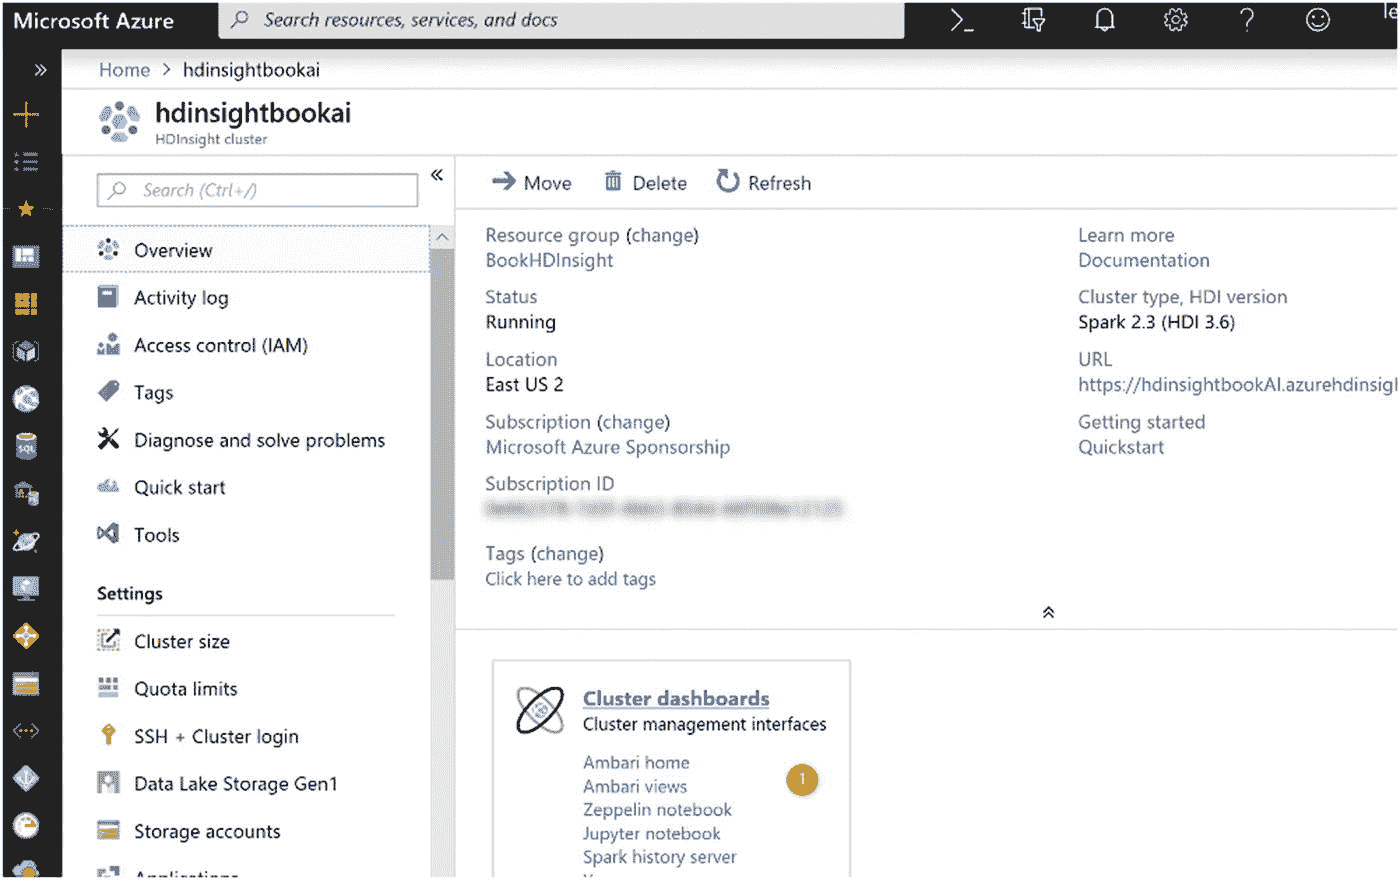 Microsoft Azure
Search resources, services, and docs
Home > hdinsightbookai
hdinsightbookai
HDInsight cluster
Search (Ctrl+/)
Overview
Activity log
Access control (IAM)
Tags
Diagnose and solve problems
Quick start
Tools
Settings
Cluster size
Quota limits
SSH + Cluster login
Data Lake Storage Gen1
Storage accounts
Applications
Move
Delete
Refresh
Resource group (change)
BookHDInsight
Status
Running
Location
East US 2
Subscription (change)
Microsoft Azure Sponsorship
Subscription ID
Tags (change)
Click here to add tags
Learn more
Documentation
Cluster type, HDI version
Spark 2.3 (HDI 3.6)
URL
https://hdinsightbookAI.azurehdinsigh
Getting started
Quickstart
Cluster dashboards
Cluster management interfaces
Ambari home
Ambari views
Zeppelin notebook
Jupyter notebook
Spark history server
1
SQL